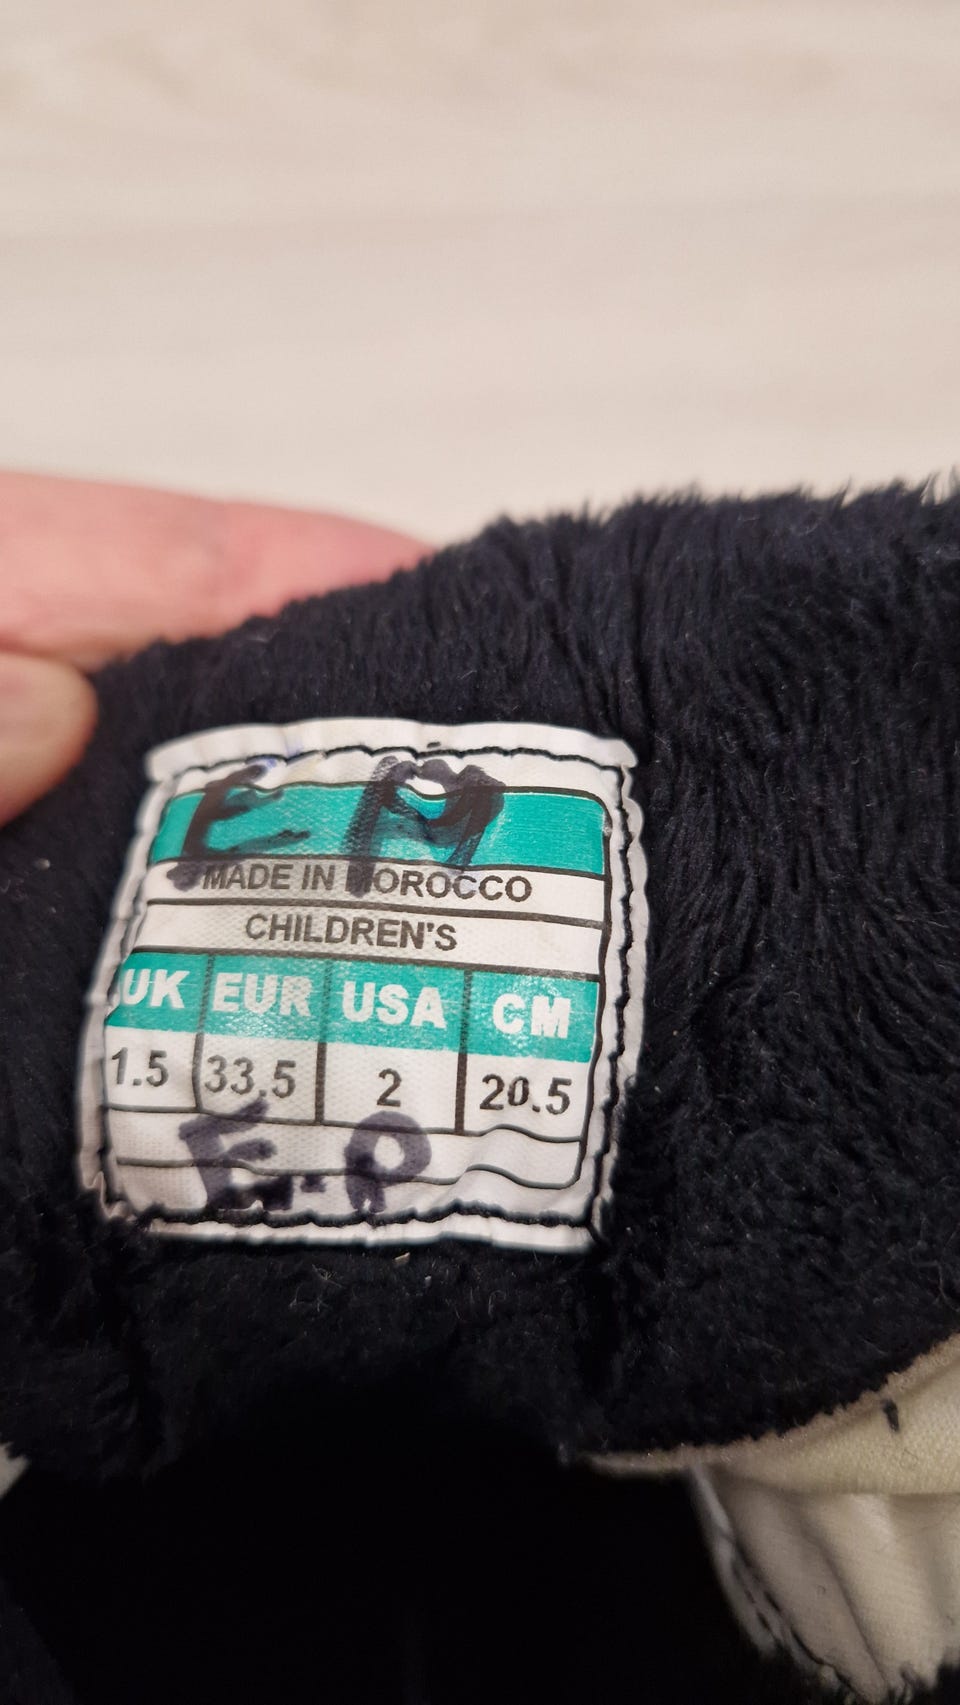 E M
MADE IN MOROCCO
CHILDREN'S
UK EUR USA CM
1.5 33.5 2 20.5
E.P